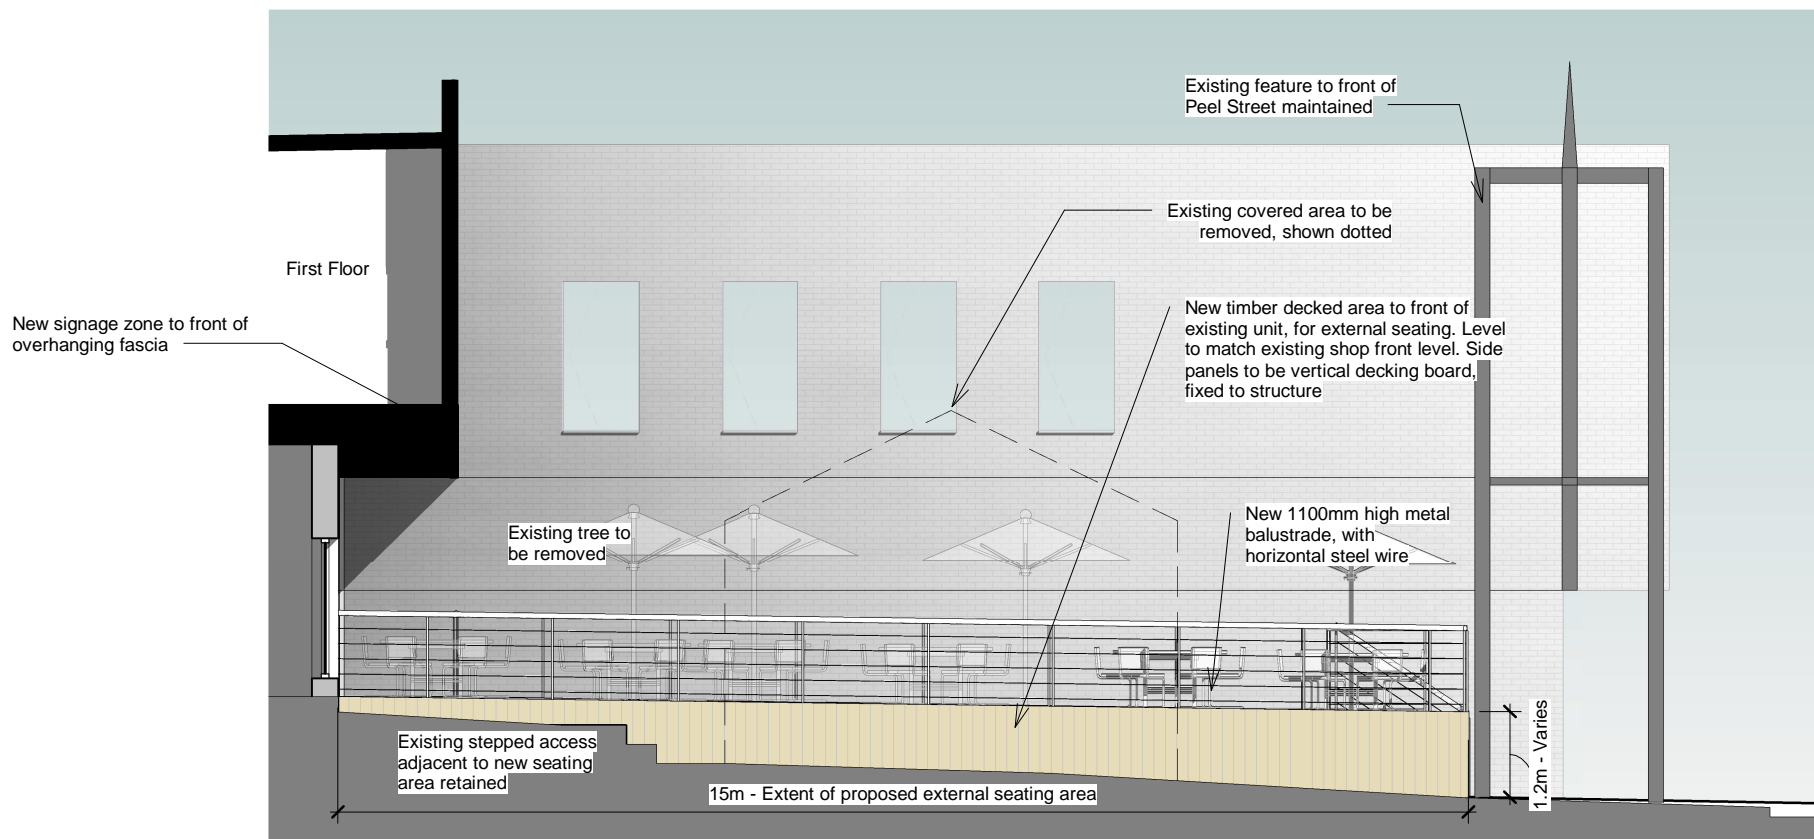 Existing feature to front of
Peel Street maintained
Existing covered area to be
removed, shown dotted
First Floor
New signage zone to front of
overhanging fascia
New timber decked area to front of
existing unit, for external seating. Level
to match existing shop front level. Side
panels to be vertical decking board,
fixed to structure
Existing tree to
be removed
New 1100mm high metal
balustrade, with
horizontal steel wire
Existing stepped access
adjacent to new seating
area retained
15m - Extent of proposed external seating area
1.2m - Varies